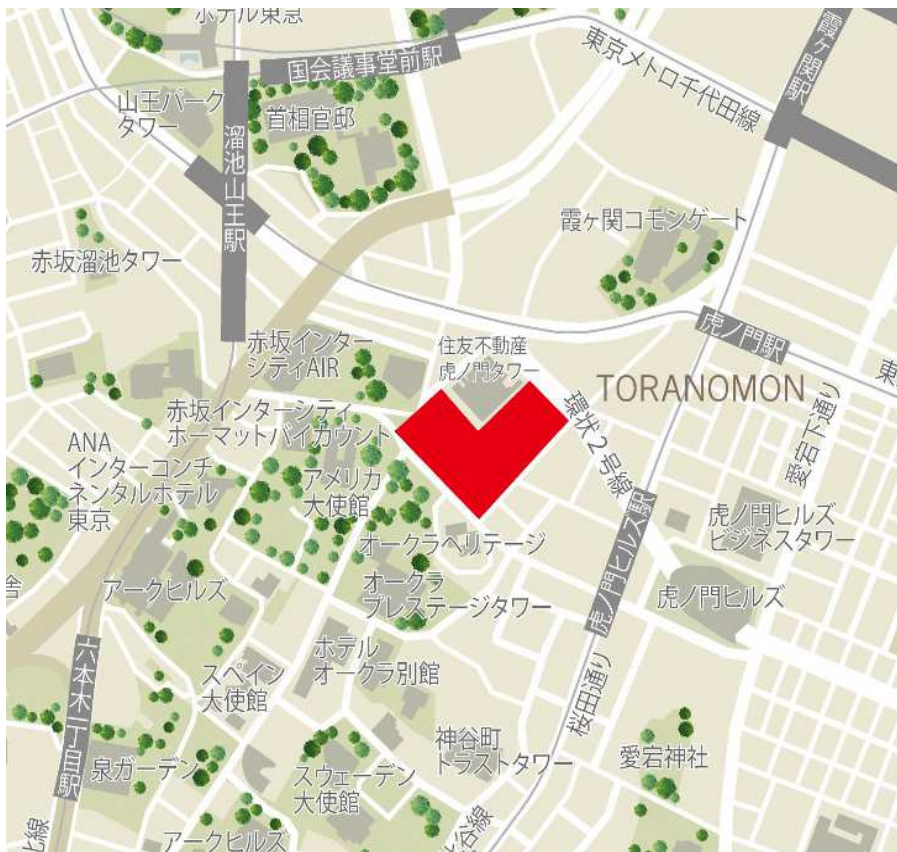 ホテル東急
国会議事堂前駅
霞ヶ関駅
東京メトロ千代田線
山王パーク
タワー
首相官邸
溜池山王駅
霞ヶ関コモンゲート
赤坂溜池タワー
虎ノ門駅
赤坂インター
シティAIR
住友不動産
虎ノ門タワー
TORANOMON
東
環状2号線
愛宕下通り
赤坂インターシティ
ホーマットバイカウント
ANA
インターコンチ
ネンタルホテル
東京
アメリカ
大使館
虎ノ門ヒルズ駅
虎ノ門ヒルズ
ビジネスタワー
オークラヘリテージ
舎
アークヒルズ
オークラ
プレステージタワー
虎ノ門ヒルズ
六本木一丁目駅
スペイン
大使館
ホテル
オークラ別館
桜田通り
泉ガーデン
スウェーデン
大使館
神谷町
トラストタワー
愛宕神社
北線
アークヒルズ
谷線